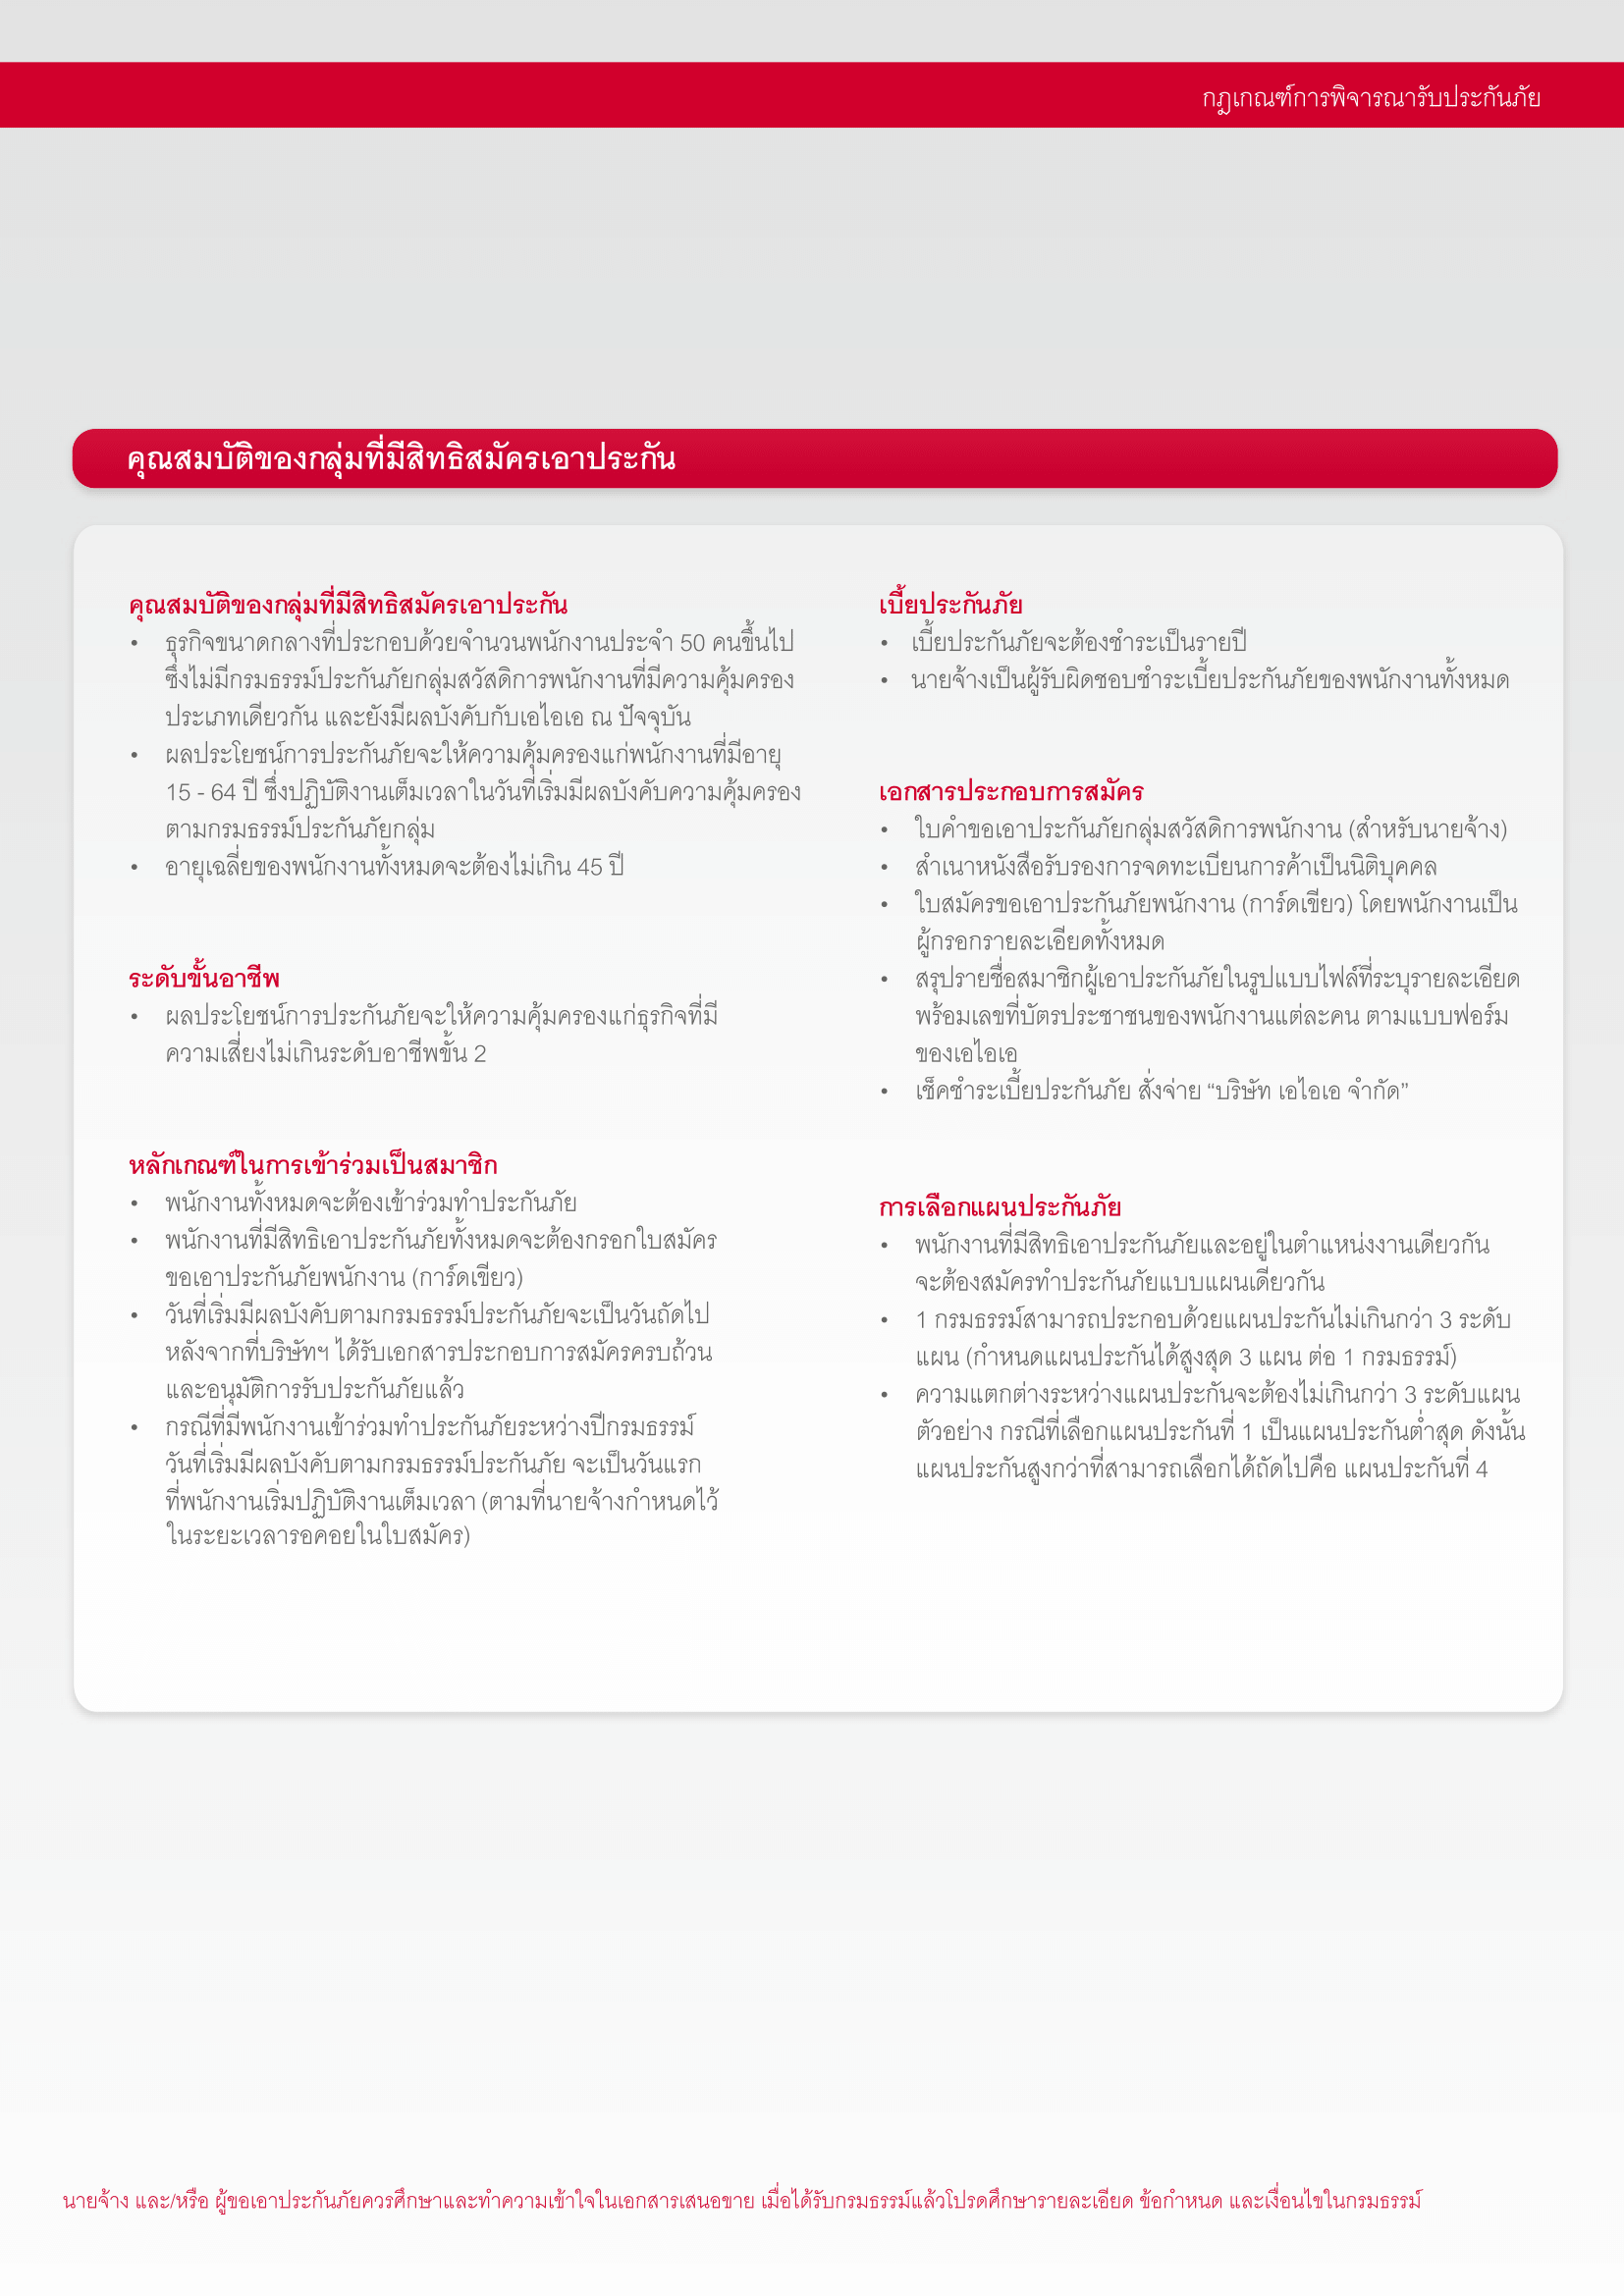 กฎเกณฑ์การพิจารณารับประกันภัย
คุณสมบัติของกลุ่มที่มีสิทธิสมัครเอาประกัน
คุณสมบัติของกลุ่มที่มีสิทธิสมัครเอาประกัน
• ธุรกิจขนาดกลางที่ประกอบด้วยจำนวนพนักงานประจำ 50 คนขึ้นไป
ซึ่งไม่มีกรมธรรม์ประกันภัยกลุ่มสวัสดิการพนักงานที่มีความคุ้มครอง
ประเภทเดียวกัน และยังมีผลบังคับกับเอไอเอ ณ ปัจจุบัน
• ผลประโยชน์การประกันภัยจะให้ความคุ้มครองแก่พนักงานที่มีอายุ
15 - 64 ปี ซึ่งปฏิบัติงานเต็มเวลาในวันที่เริ่มมีผลบังคับความคุ้มครอง
ตามกรมธรรม์ประกันภัยกลุ่ม
• อายุเฉลี่ยของพนักงานทั้งหมดจะต้องไม่เกิน 45 ปี
ระดับขั้นอาชีพ
• ผลประโยชน์การประกันภัยจะให้ความคุ้มครองแก่ธุรกิจที่มี
ความเสี่ยงไม่เกินระดับอาชีพขั้น 2
หลักเกณฑ์ในการเข้าร่วมเป็นสมาชิก
• พนักงานทั้งหมดจะต้องเข้าร่วมทำประกันภัย
• พนักงานที่มีสิทธิเอาประกันภัยทั้งหมดจะต้องกรอกใบสมัคร
ขอเอาประกันภัยพนักงาน (การ์ดเขียว)
• วันที่เริ่มมีผลบังคับตามกรมธรรม์ประกันภัยจะเป็นวันถัดไป
หลังจากที่บริษัทฯ ได้รับเอกสารประกอบการสมัครครบถ้วน
และอนุมัติการรับประกันภัยแล้ว
• กรณีที่มีพนักงานเข้าร่วมทำประกันภัยระหว่างปีกรมธรรม์
วันที่เริ่มมีผลบังคับตามกรมธรรม์ประกันภัย จะเป็นวันแรก
ที่พนักงานเริ่มปฏิบัติงานเต็มเวลา (ตามที่นายจ้างกำหนดไว้
ในระยะเวลารอคอยในใบสมัคร)
เบี้ยประกันภัย
• เบี้ยประกันภัยจะต้องชำระเป็นรายปี
• นายจ้างเป็นผู้รับผิดชอบชำระเบี้ยประกันภัยของพนักงานทั้งหมด
เอกสารประกอบการสมัคร
• ใบคำขอเอาประกันภัยกลุ่มสวัสดิการพนักงาน (สำหรับนายจ้าง)
• สำเนาหนังสือรับรองการจดทะเบียนการค้าเป็นนิติบุคคล
• ใบสมัครขอเอาประกันภัยพนักงาน (การ์ดเขียว) โดยพนักงานเป็น
ผู้กรอกรายละเอียดทั้งหมด
• สรุปรายชื่อสมาชิกผู้เอาประกันภัยในรูปแบบไฟล์ที่ระบุรายละเอียด
พร้อมเลขที่บัตรประชาชนของพนักงานแต่ละคน ตามแบบฟอร์ม
ของเอไอเอ
• เช็คชำระเบี้ยประกันภัย สั่งจ่าย “บริษัท เอไอเอ จำกัด”
การเลือกแผนประกันภัย
• พนักงานที่มีสิทธิเอาประกันภัยและอยู่ในตำแหน่งงานเดียวกัน
จะต้องสมัครทำประกันภัยแบบแผนเดียวกัน
• 1 กรมธรรม์สามารถประกอบด้วยแผนประกันไม่เกินกว่า 3 ระดับ
แผน (กำหนดแผนประกันได้สูงสุด 3 แผน ต่อ 1 กรมธรรม์)
• ความแตกต่างระหว่างแผนประกันจะต้องไม่เกินกว่า 3 ระดับแผน
ตัวอย่าง กรณีที่เลือกแผนประกันที่ 1 เป็นแผนประกันต่ำสุด ดังนั้น
แผนประกันสูงกว่าที่สามารถเลือกได้ถัดไปคือ แผนประกันที่ 4
นายจ้าง และ/หรือ ผู้ขอเอาประกันภัยควรศึกษาและทำความเข้าใจในเอกสารเสนอขาย เมื่อได้รับกรมธรรม์แล้วโปรดศึกษารายละเอียด ข้อกำหนด และเงื่อนไขในกรมธรรม์